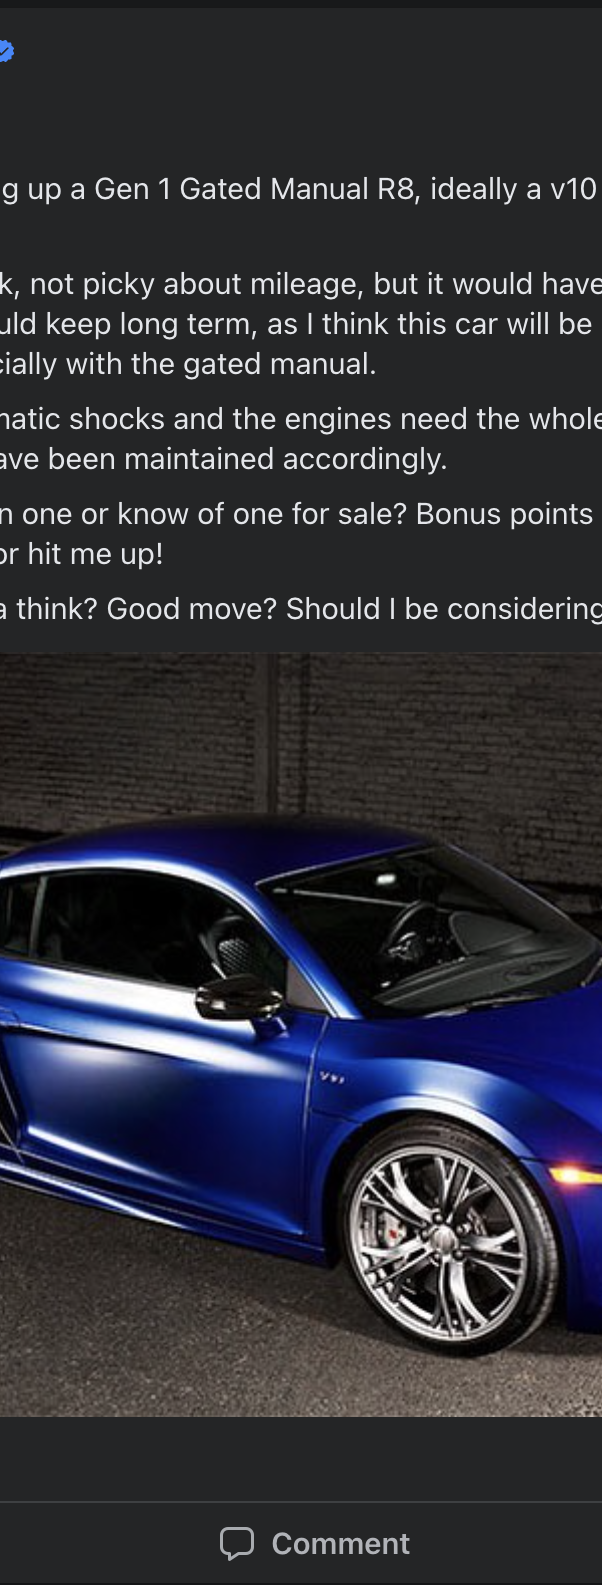 g up a Gen 1 Gated Manual R8, ideally a v10
k, not picky about mileage, but it would have
uld keep long term, as I think this car will be
cially with the gated manual.
natic shocks and the engines need the whole
ave been maintained accordingly.
n one or know of one for sale? Bonus points
or hit me up!
a think? Good move? Should I be considering
V10
Comment